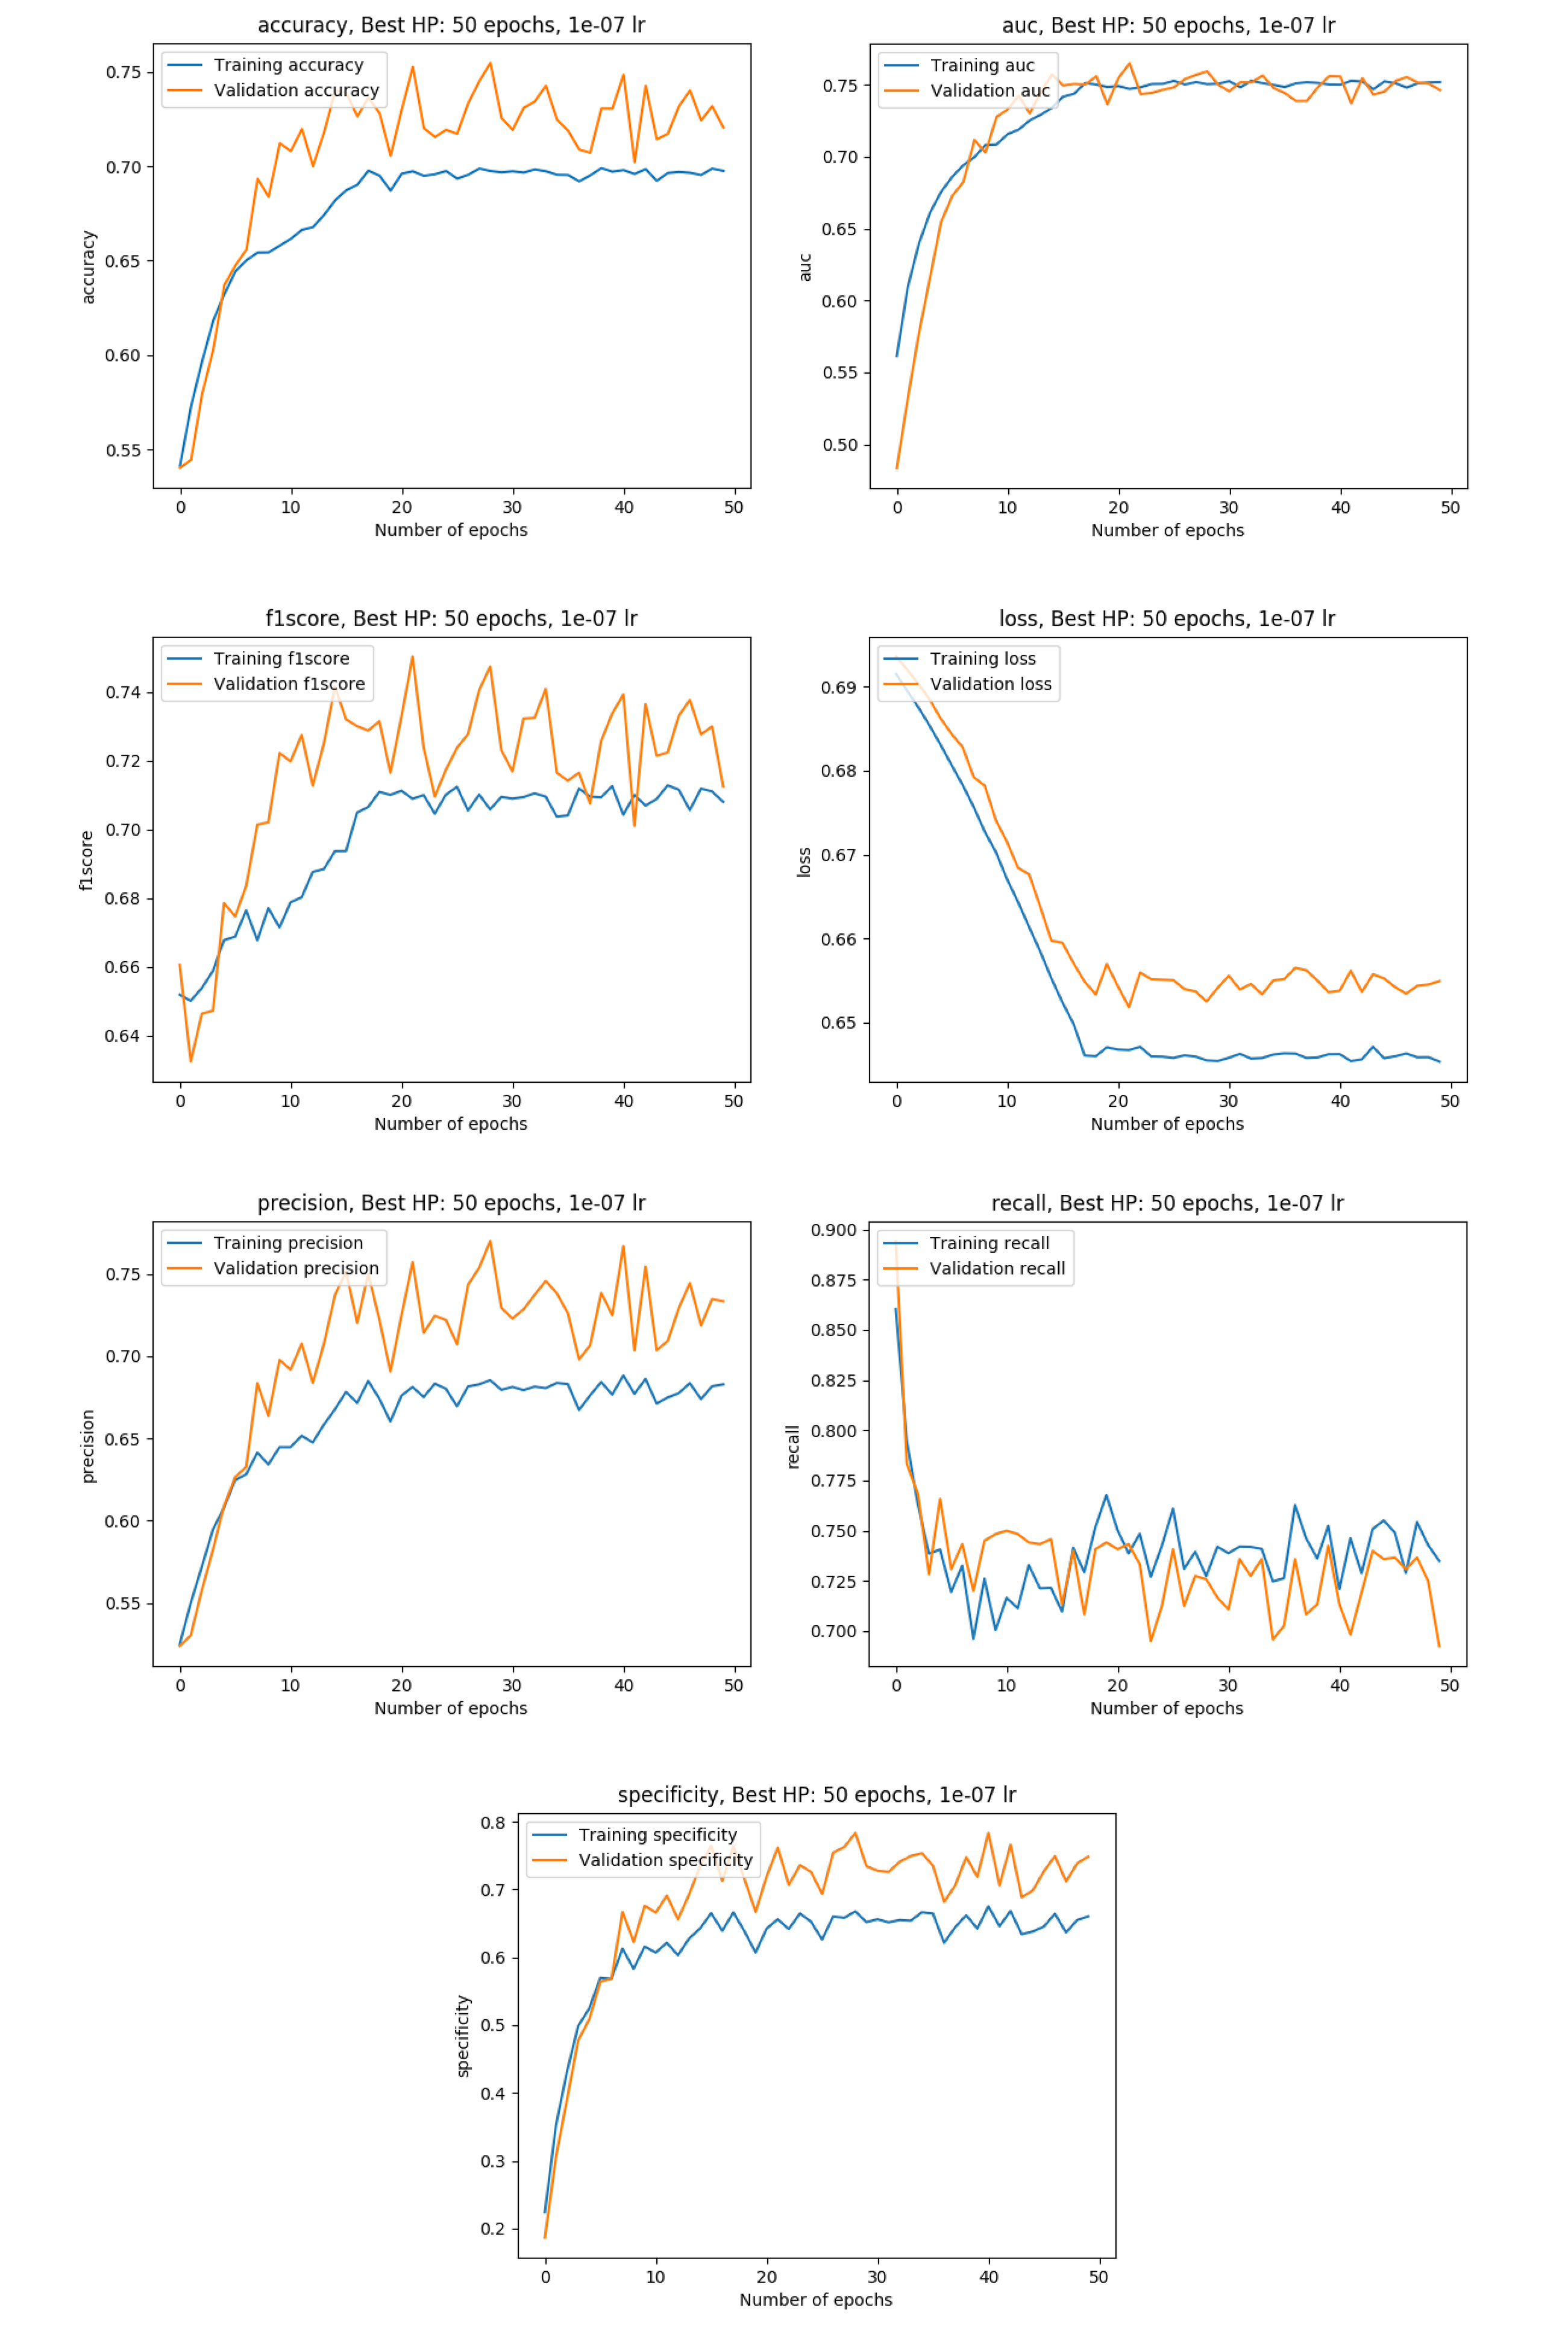 accuracy, Best HP: 50 epochs, 1e-07 lr
Training accuracy
Validation accuracy
0.75
0.70
0.65
0.60
0.55
accuracy
0 10 20 30 40 50
Number of epochs
auc, Best HP: 50 epochs, 1e-07 lr
Training auc
Validation auc
0.75
0.70
0.65
0.60
0.55
0.50
auc
0 10 20 30 40 50
Number of epochs
f1score, Best HP: 50 epochs, 1e-07 lr
Training f1score
Validation f1score
0.74
0.72
0.70
0.68
0.66
0.64
f1score
0 10 20 30 40 50
Number of epochs
loss, Best HP: 50 epochs, 1e-07 lr
Training loss
Validation loss
0.69
0.68
0.67
0.66
0.65
loss
0 10 20 30 40 50
Number of epochs
precision, Best HP: 50 epochs, 1e-07 lr
Training precision
Validation precision
0.75
0.70
0.65
0.60
0.55
precision
0 10 20 30 40 50
Number of epochs
recall, Best HP: 50 epochs, 1e-07 lr
Training recall
Validation recall
0.900
0.875
0.850
0.825
0.800
0.775
0.750
0.725
0.700
recall
0 10 20 30 40 50
Number of epochs
specificity, Best HP: 50 epochs, 1e-07 lr
Training specificity
Validation specificity
0.8
0.7
0.6
0.5
0.4
0.3
0.2
specificity
0 10 20 30 40 50
Number of epochs